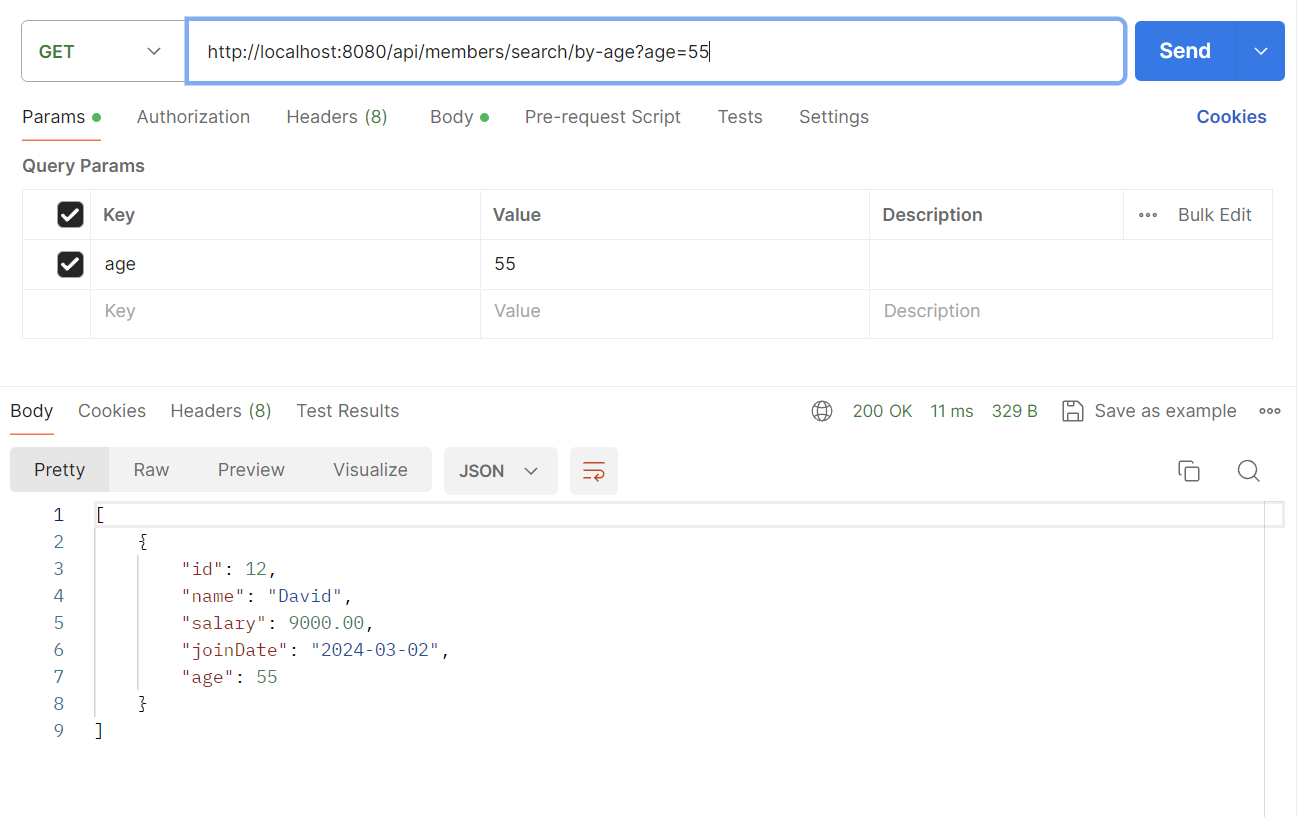 GET http://localhost:8080/api/members/search/by-age?age=55 Send
Params Authorization Headers (8) Body Pre-request Script Tests Settings Cookies
Query Params
Key Value Description Bulk Edit
age 55
Key Value Description
Body Cookies Headers (8) Test Results 200 OK 11 ms 329 B Save as example
Pretty Raw Preview Visualize JSON
1 [
2 {
3 "id": 12,
4 "name": "David",
5 "salary": 9000.00,
6 "joinDate": "2024-03-02",
7 "age": 55
8 }
9 ]